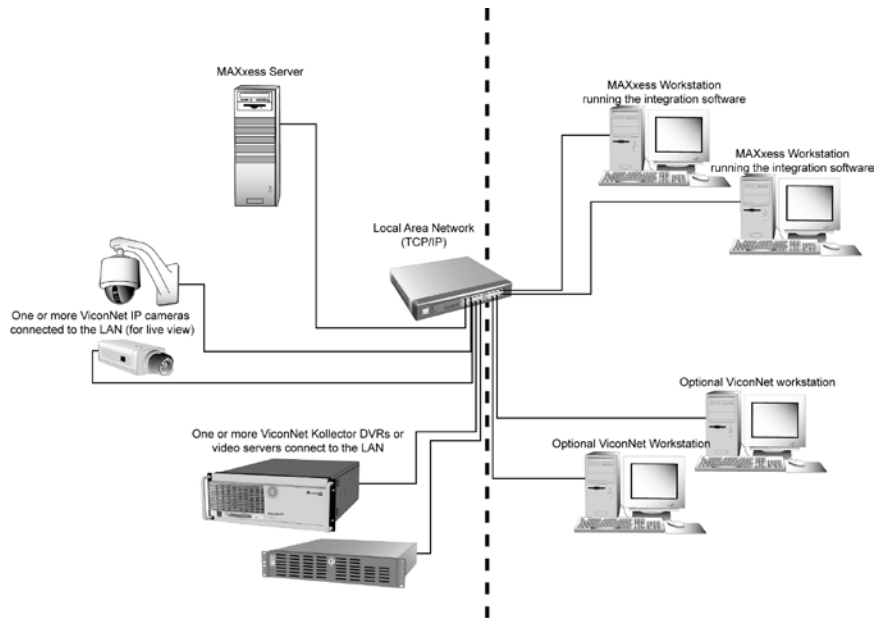 MAXxess Server
MAXxess Workstation
running the integration software
MAXxess Workstation
running the integration software
Local Area Network
(TCP/IP)
One or more ViconNet IP cameras
connected to the LAN (for live view)
Optional ViconNet workstation
One or more ViconNet Kollector DVRs or
video servers connect to the LAN
Optional ViconNet Workstation